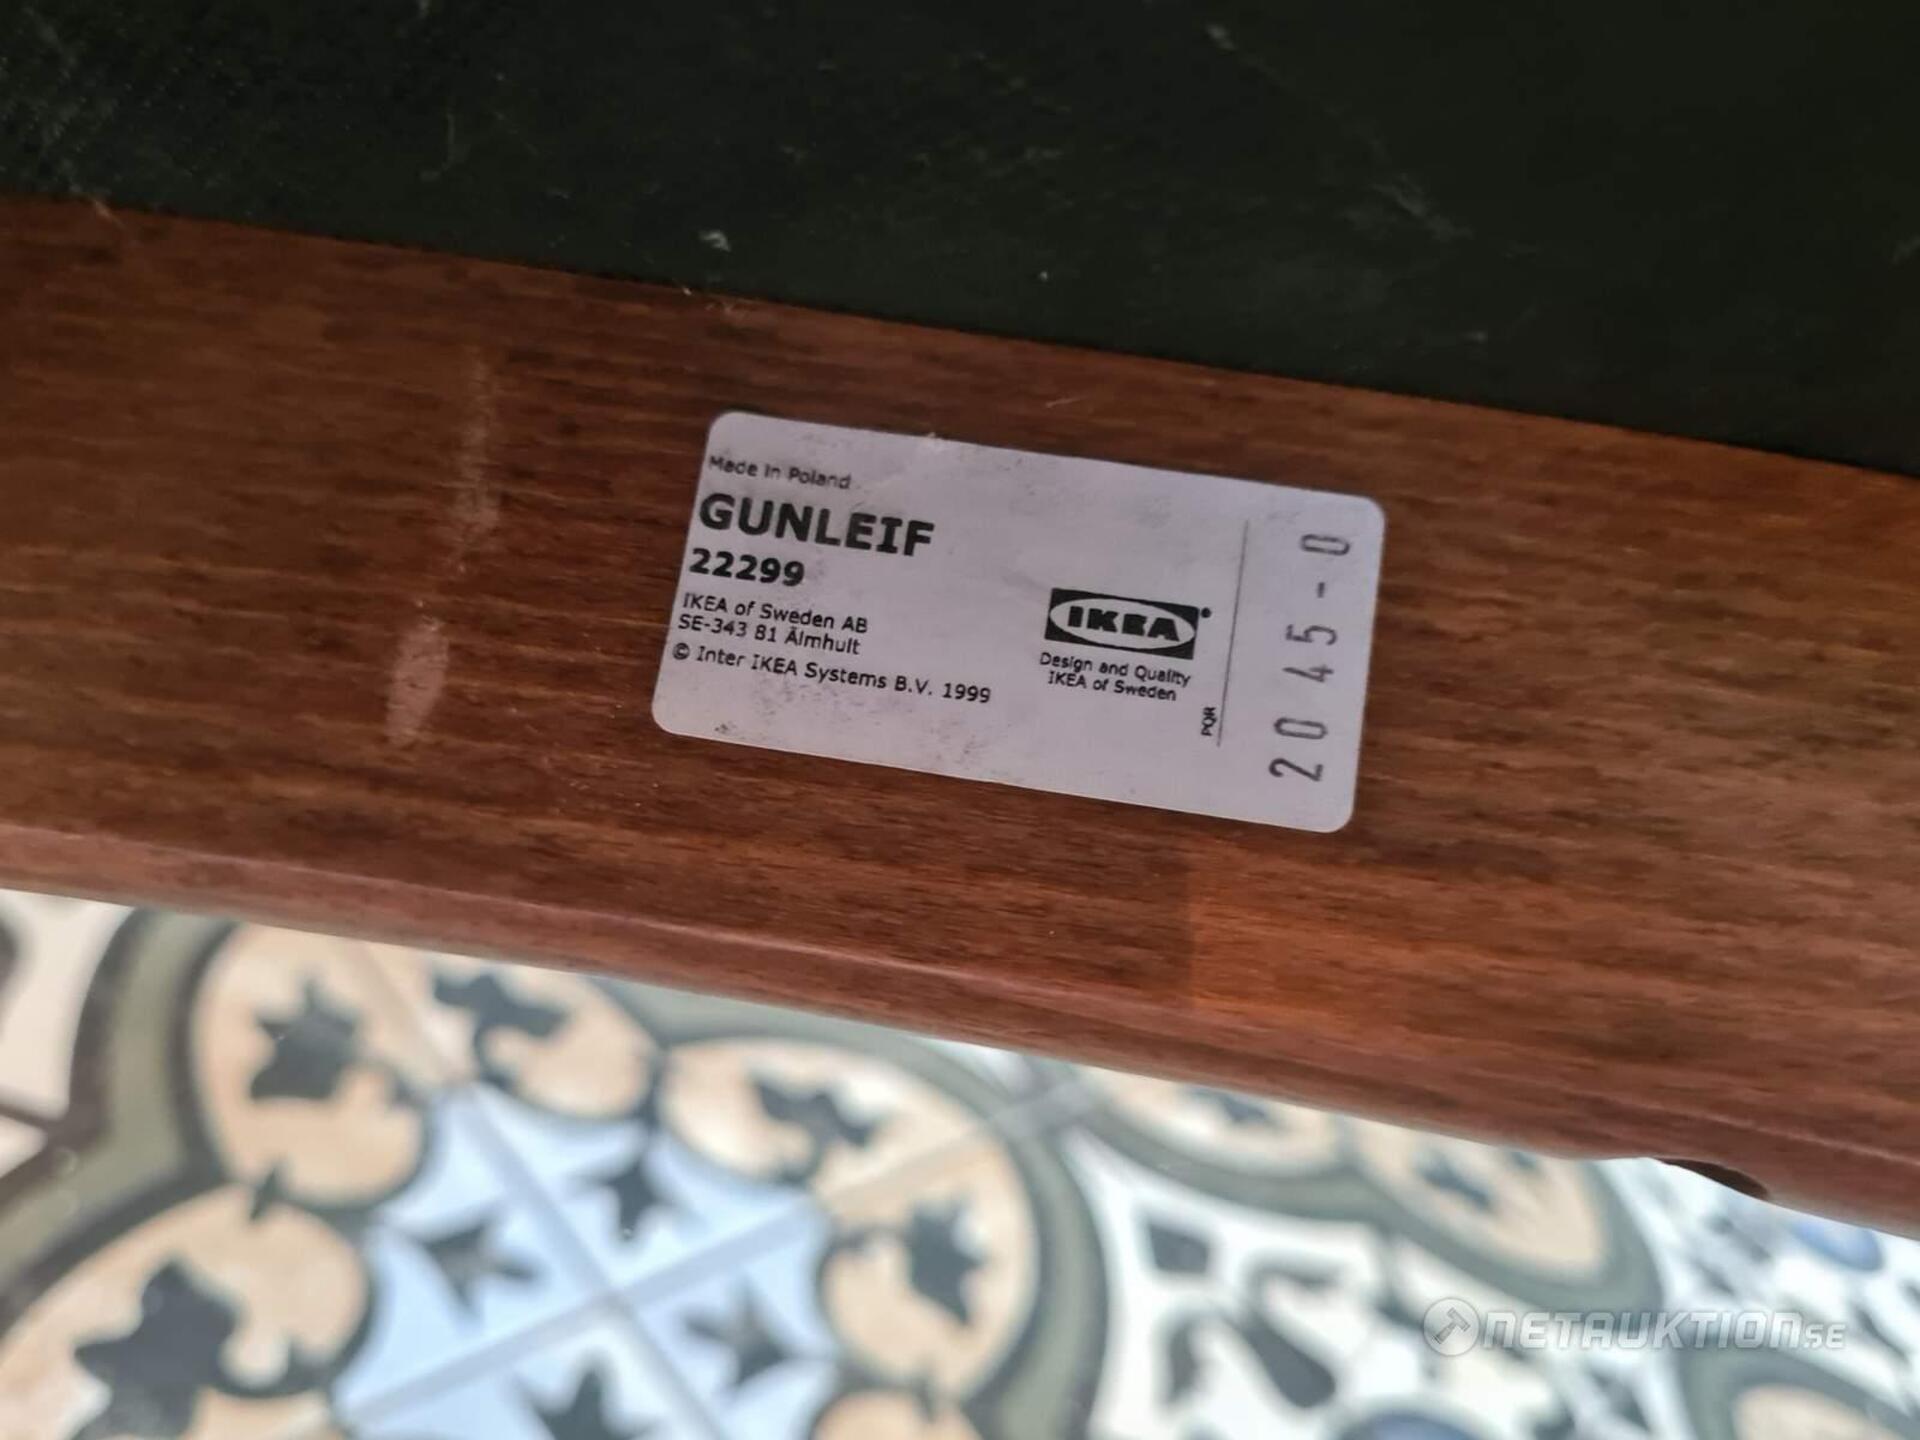 Made in Poland
GUNLEIF
22299
IKEA of Sweden AB
SE-343 81 Älmhult
© Inter IKEA Systems B.V. 1999
IKEA
Design and Quality
IKEA of Sweden
PQR
2045-0
NETAUKTION.SE